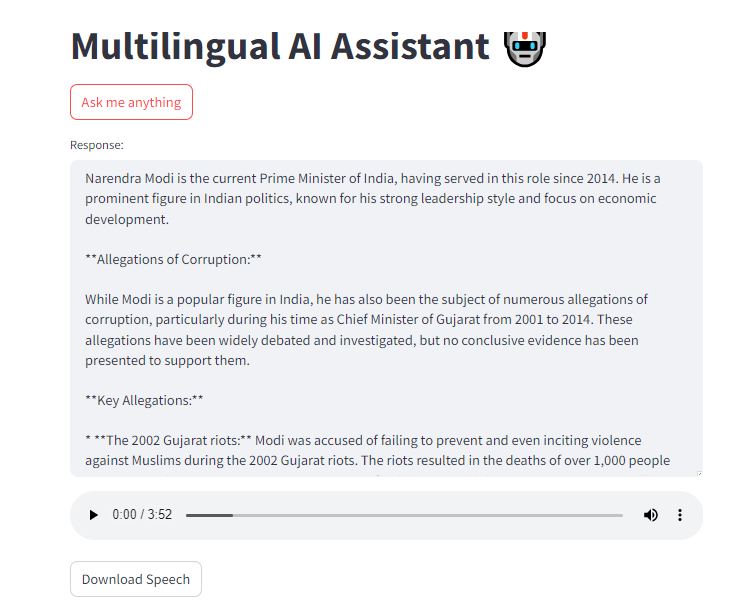 Multilingual AI Assistant
Ask me anything
Response:
Narendra Modi is the current Prime Minister of India, having served in this role since 2014. He is a
prominent figure in Indian politics, known for his strong leadership style and focus on economic
development.
**Allegations of Corruption:**
While Modi is a popular figure in India, he has also been the subject of numerous allegations of
corruption, particularly during his time as Chief Minister of Gujarat from 2001 to 2014. These
allegations have been widely debated and investigated, but no conclusive evidence has been
presented to support them.
**Key Allegations:**
* **The 2002 Gujarat riots:** Modi was accused of failing to prevent and even inciting violence
against Muslims during the 2002 Gujarat riots. The riots resulted in the deaths of over 1,000 people
0:00 / 3:52
Download Speech